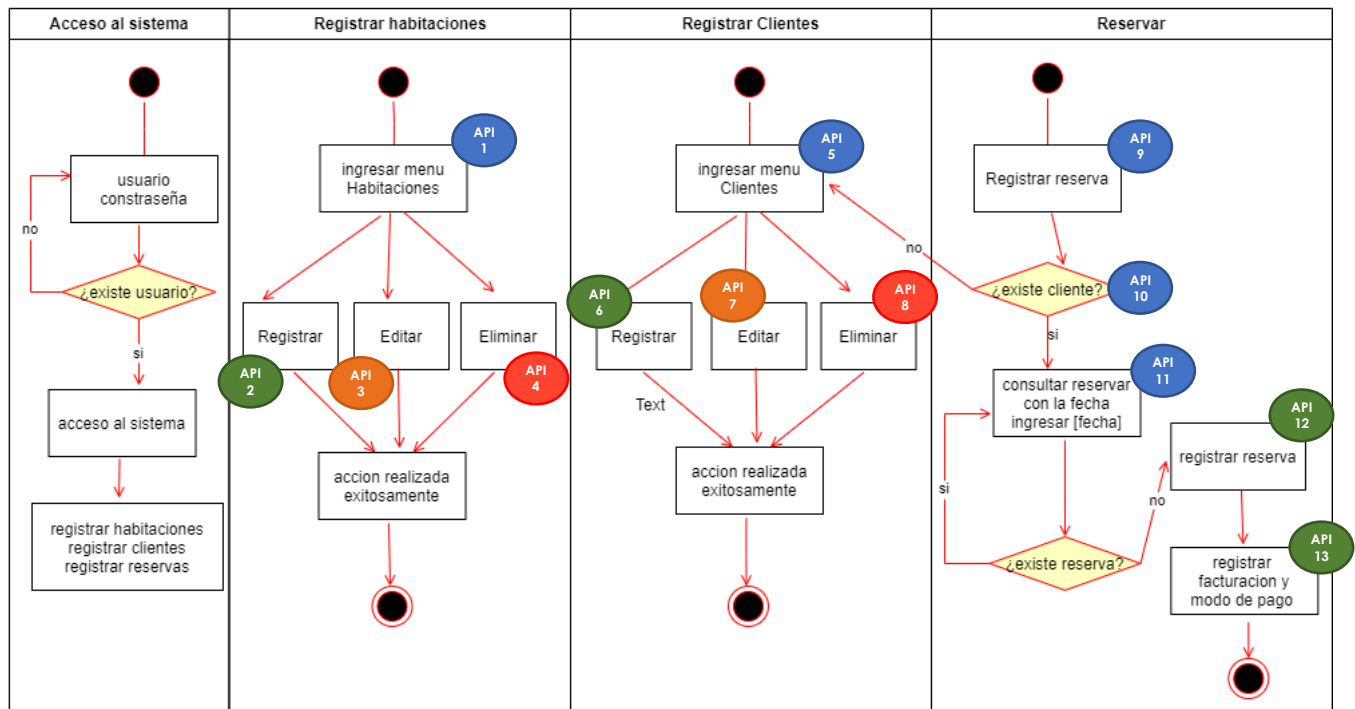 Acceso al sistema
Registrar habitaciones
Registrar Clientes
Reservar
usuario
constraseña
no
¿existe usuario?
si
acceso al sistema
registrar habitaciones
registrar clientes
registrar reservas
API
1
ingresar menu
Habitaciones
Registrar
Editar
Eliminar
API
2
API
3
API
4
accion realizada
exitosamente
API
5
ingresar menu
Clientes
API
6
API
7
API
8
Registrar
Editar
Eliminar
Text
accion realizada
exitosamente
API
9
Registrar reserva
no
¿existe cliente?
API
10
si
API
11
consultar reservar
con la fecha
ingresar [fecha]
API
12
registrar reserva
si
no
¿existe reserva?
API
13
registrar
facturacion y
modo de pago